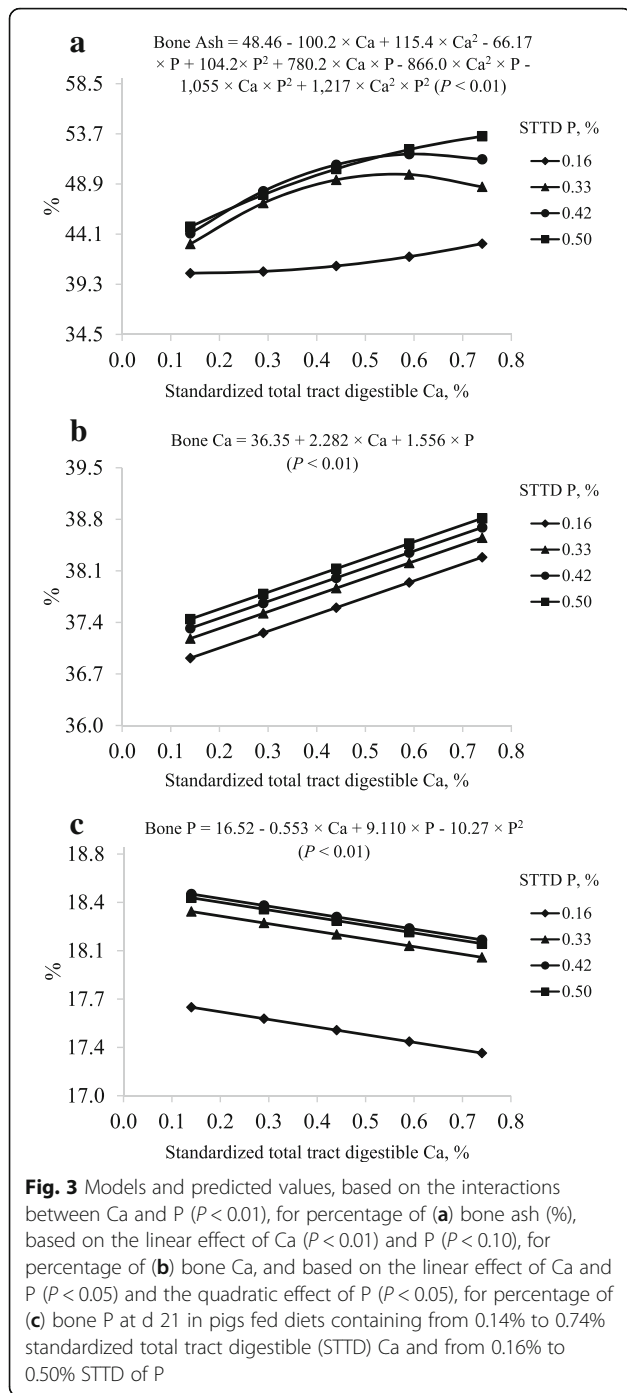 a
Bone Ash = 48.46 - 100.2 × Ca + 115.4 × Ca² - 66.17
× P + 104.2× P² + 780.2 × Ca × P - 866.0 × Ca² × P -
1,055 × Ca × P² + 1,217 × Ca² × P² (P < 0.01)
58.5
53.7
48.9
44.1
39.3
34.5
%
0.0 0.1 0.2 0.3 0.4 0.5 0.6 0.7 0.8
Standardized total tract digestible Ca, %
STTD P, %
0.16
0.33
0.42
0.50
b
Bone Ca = 36.35 + 2.282 × Ca + 1.556 × P
(P < 0.01)
39.5
38.8
38.1
37.4
36.7
36.0
%
0.0 0.1 0.2 0.3 0.4 0.5 0.6 0.7 0.8
Standardized total tract digestible Ca, %
STTD P, %
0.16
0.33
0.42
0.50
c
Bone P = 16.52 - 0.553 × Ca + 9.110 × P - 10.27 × P²
(P < 0.01)
18.8
18.4
18.1
17.7
17.4
17.0
%
0.0 0.1 0.2 0.3 0.4 0.5 0.6 0.7 0.8
Standardized total tract digestible Ca, %
STTD P, %
0.16
0.33
0.42
0.50
Fig. 3 Models and predicted values, based on the interactions
between Ca and P (P < 0.01), for percentage of (a) bone ash (%),
based on the linear effect of Ca (P < 0.01) and P (P < 0.10), for
percentage of (b) bone Ca, and based on the linear effect of Ca and
P (P < 0.05) and the quadratic effect of P (P < 0.05), for percentage of
(c) bone P at d 21 in pigs fed diets containing from 0.14% to 0.74%
standardized total tract digestible (STTD) Ca and from 0.16% to
0.50% STTD of P